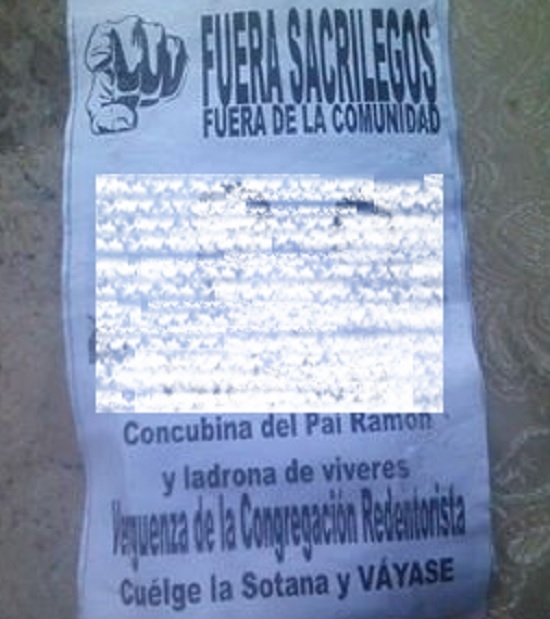 FUERA SACRILEGOS
FUERA DE LA COMUNIDAD
Concubina del Pai Ramón
y ladrona de viveres
Verguenza de la Congregación Redentorista
Cuélge la Sotana y VÁYASE